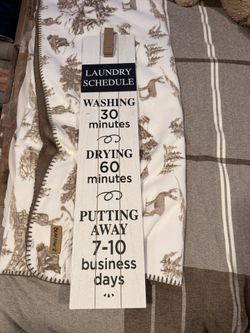 LAUNDRY
SCHEDULE
WASHING
30
minutes
DRYING
60
minutes
PUTTING
AWAY
7-10
business
days